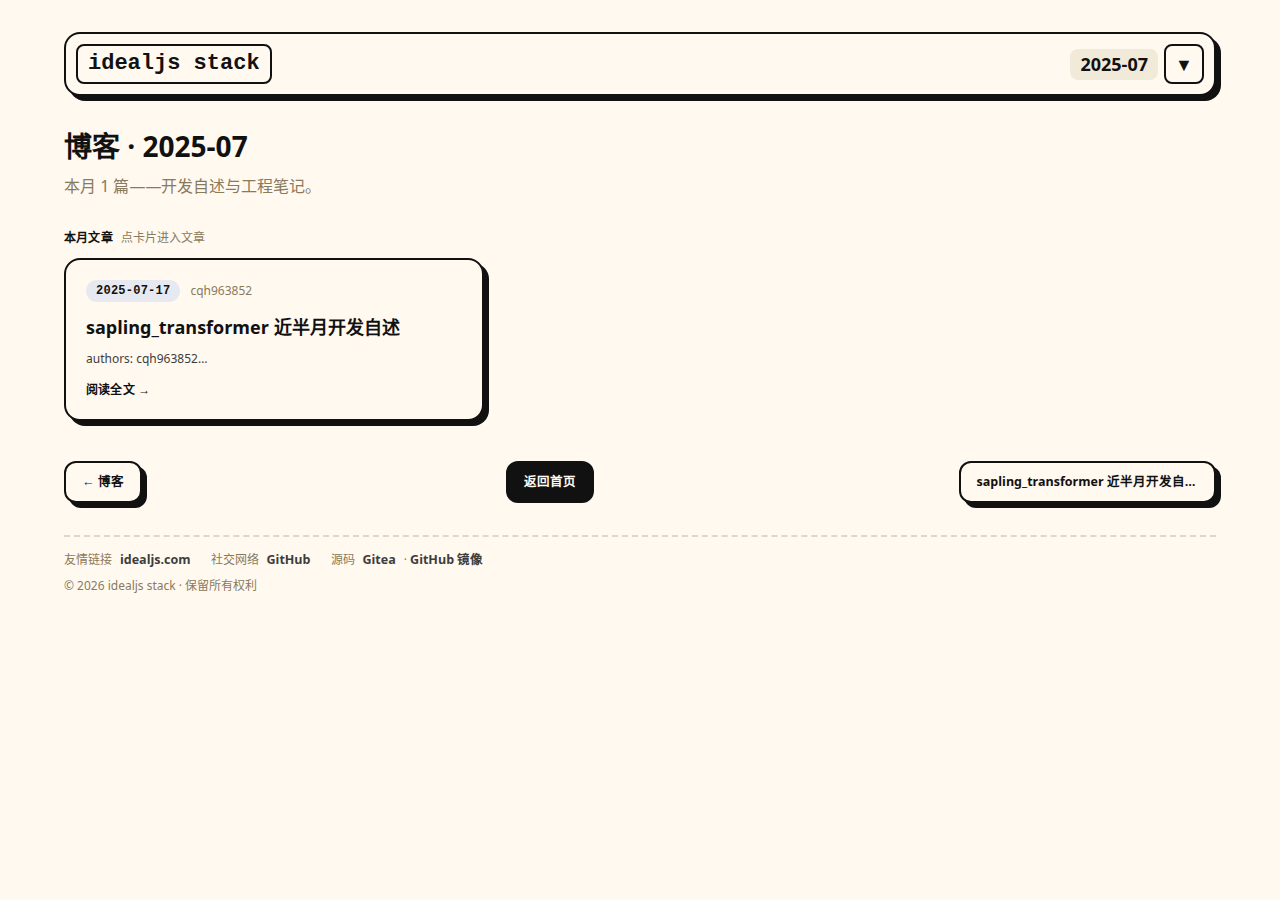 idealjs stack
2025-07 ▼
博客 · 2025-07
本月 1 篇——开发自述与工程笔记。
本月文章 点卡片进入文章
2025-07-17 cqh963852
sapling_transformer 近半月开发自述
authors: cqh963852...
阅读全文 →
← 博客
返回首页
sapling_transformer 近半月开发自...
友情链接 idealjs.com 社交网络 GitHub 源码 Gitea · GitHub 镜像
© 2026 idealjs stack · 保留所有权利